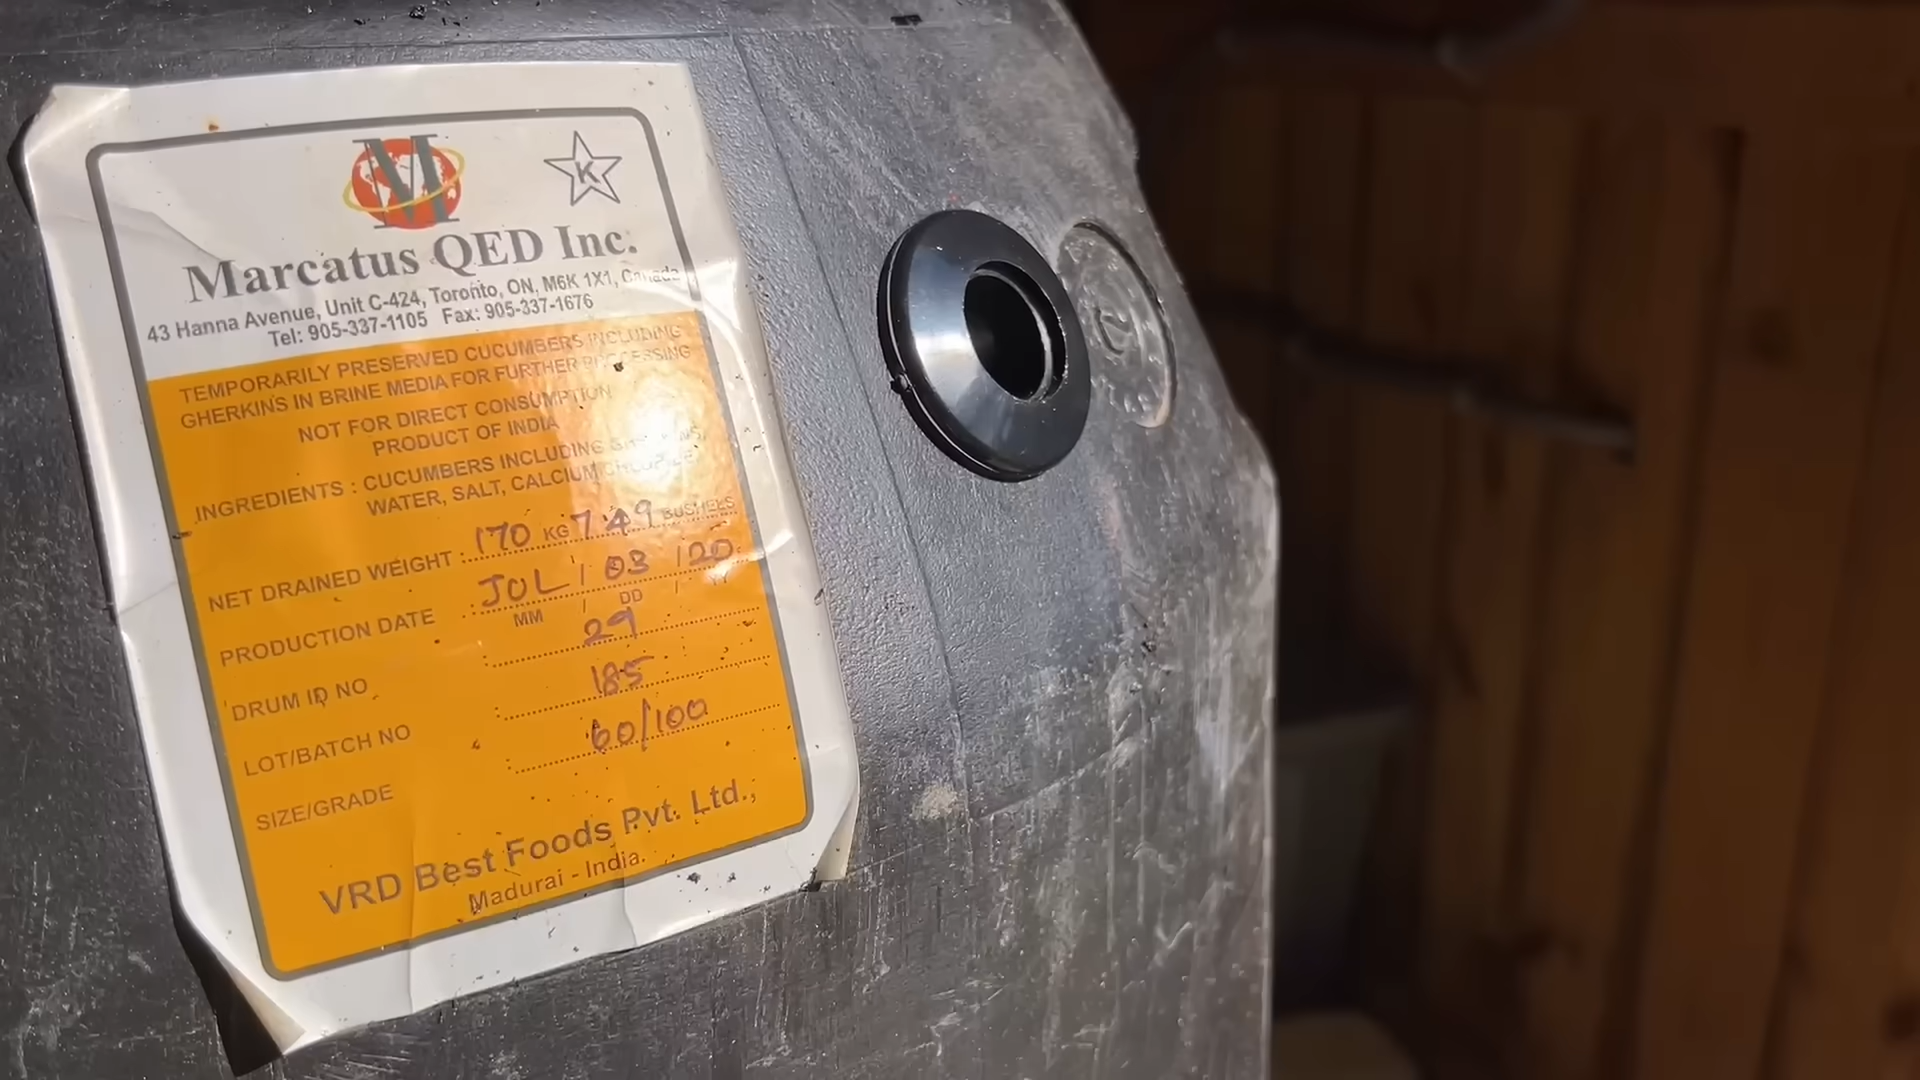 M
K
Marcatus QED Inc.
43 Hanna Avenue, Unit C-424, Toronto, ON, M6K 1X1, Canada
Tel: 905-337-1105 Fax: 905-337-1676
TEMPORARILY PRESERVED CUCUMBERS INCLUDING
GHERKINS IN BRINE MEDIA FOR FURTHER PROCESSING
NOT FOR DIRECT CONSUMPTION
PRODUCT OF INDIA
INGREDIENTS : CUCUMBERS INCLUDING GHERKINS,
WATER, SALT, CALCIUM CHLORIDE
NET DRAINED WEIGHT : 170 KG 7.49 BUSHELS
PRODUCTION DATE : JUL / 03 / 20
MM / DD / YY
DRUM ID NO 29
LOT/BATCH NO 185
SIZE/GRADE 60/100
VRD Best Foods Pvt. Ltd.,
Madurai - India.